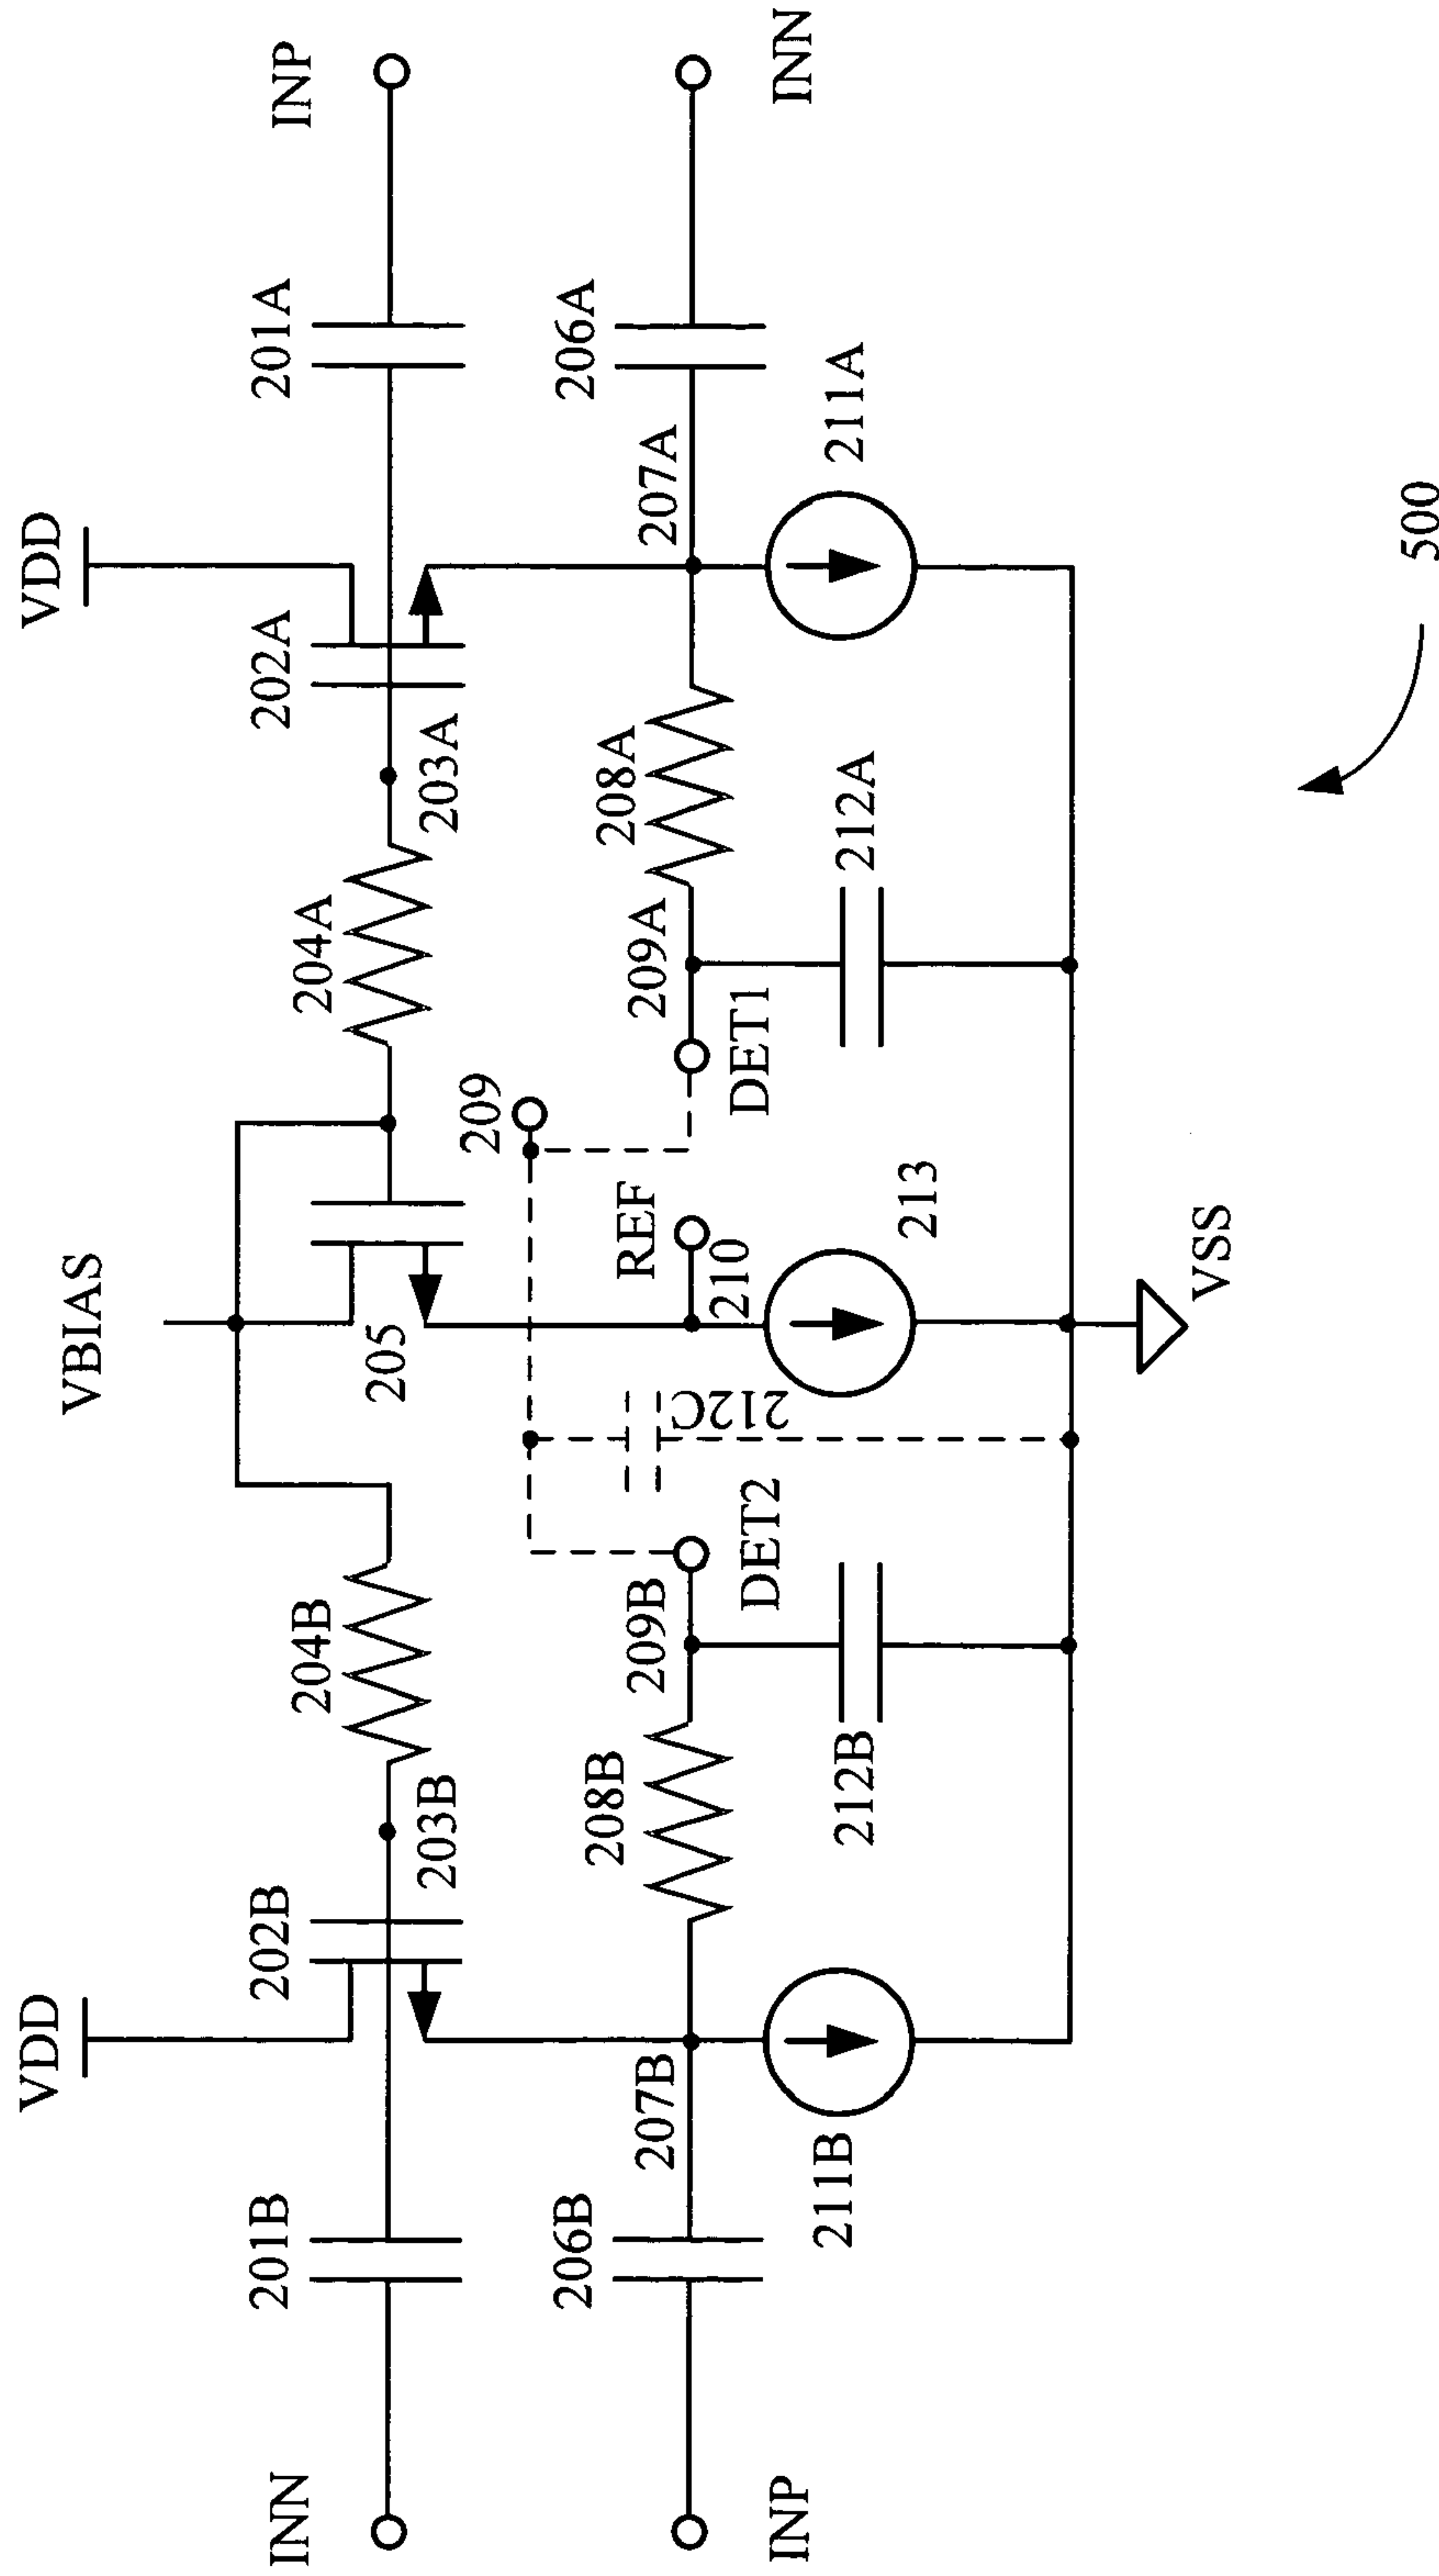 VDD
VBIAS
VDD
INN
201B
202B
204B
204A
202A
201A
INP
203B
205
203A
209
INP
206B
207B
208B
209B
REF
209A
208A
207A
206A
INN
210
DET2
212C
DET1
211B
212B
213
212A
211A
VSS
500